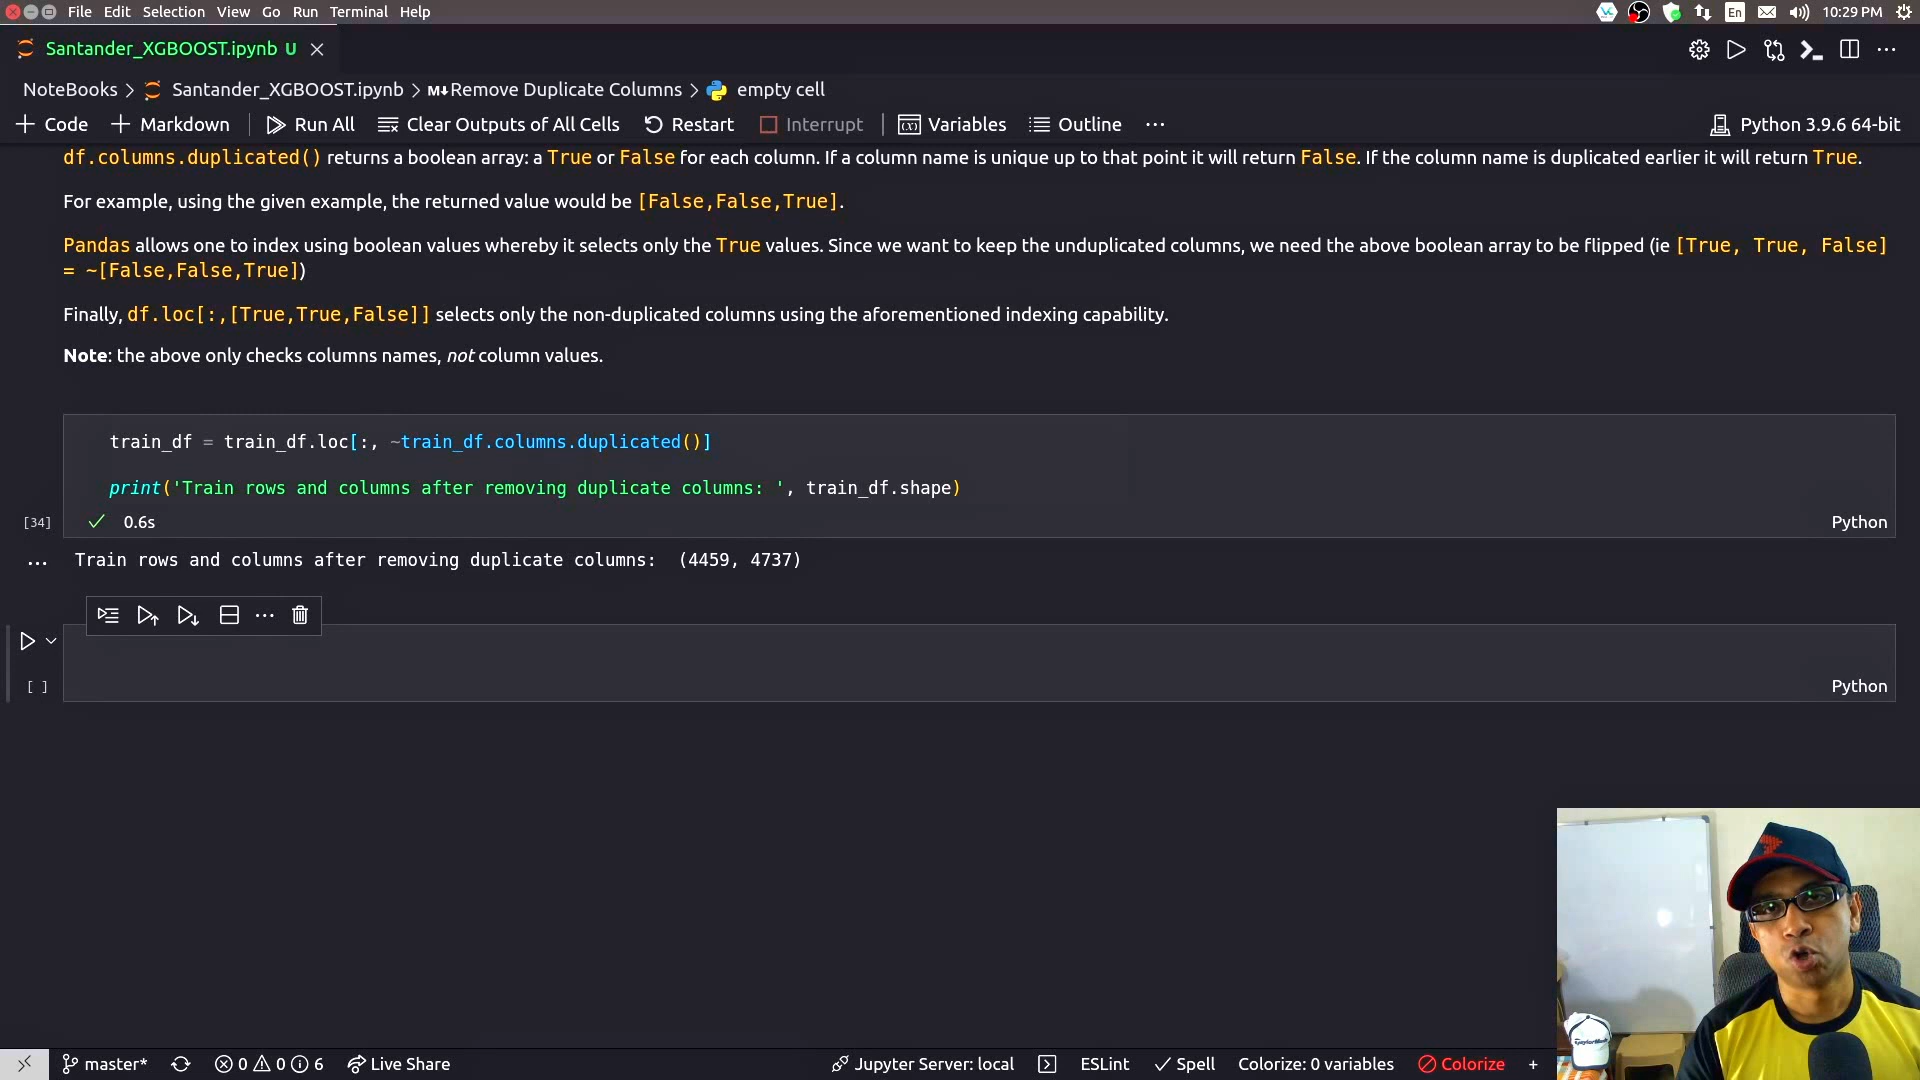 File Edit Selection View Go Run Terminal Help
En 10:29 PM
Santander_XGBOOST.ipynb U
NoteBooks > Santander_XGBOOST.ipynb > M Remove Duplicate Columns > empty cell
+ Code + Markdown Run All Clear Outputs of All Cells Restart Interrupt Variables Outline ... Python 3.9.6 64-bit
df.columns.duplicated() returns a boolean array: a True or False for each column. If a column name is unique up to that point it will return False. If the column name is duplicated earlier it will return True.
For example, using the given example, the returned value would be [False,False,True].
Pandas allows one to index using boolean values whereby it selects only the True values. Since we want to keep the unduplicated columns, we need the above boolean array to be flipped (ie [True, True, False]
= ~[False,False,True])
Finally, df.loc[:,[True,True,False]] selects only the non-duplicated columns using the aforementioned indexing capability.
Note: the above only checks columns names, not column values.
train_df = train_df.loc[:, ~train_df.columns.duplicated()]
print('Train rows and columns after removing duplicate columns: ', train_df.shape)
[34] 0.6s Python
... Train rows and columns after removing duplicate columns:  (4459, 4737)
[ ] Python
TaylorMade
master* 0 0 6 Live Share Jupyter Server: local ESLint Spell Colorize: 0 variables Colorize +